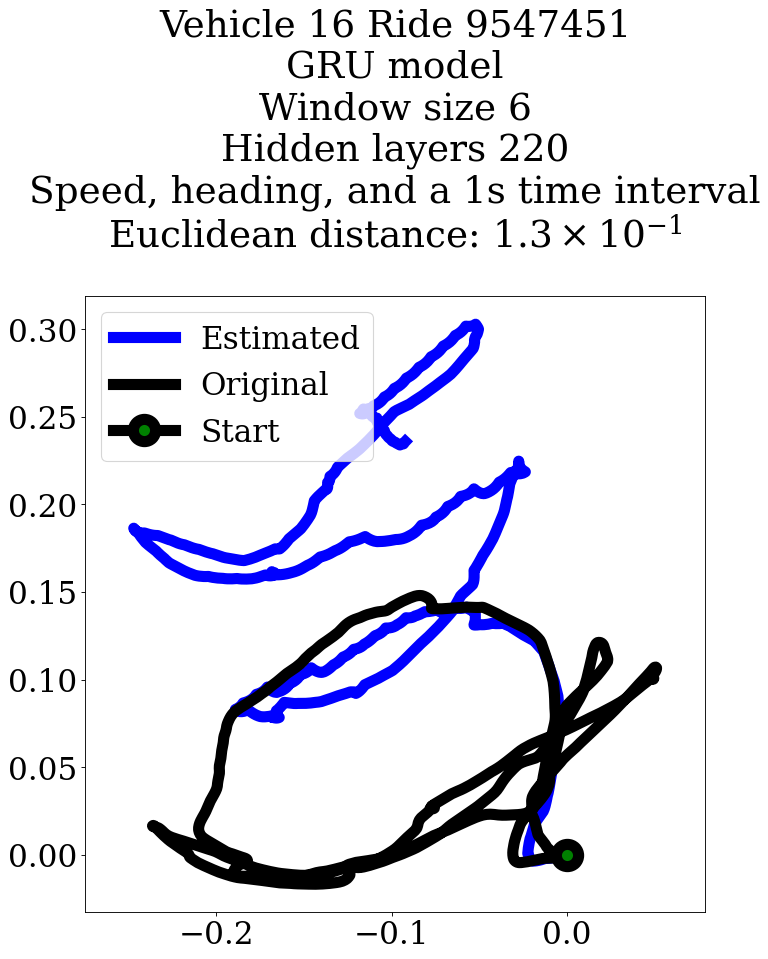 Vehicle 16 Ride 9547451
GRU model
Window size 6
Hidden layers 220
Speed, heading, and a 1s time interval
Euclidean distance: 1.3 × 10⁻¹
Estimated
Original
Start
0.30
0.25
0.20
0.15
0.10
0.05
0.00
−0.2 −0.1 0.0